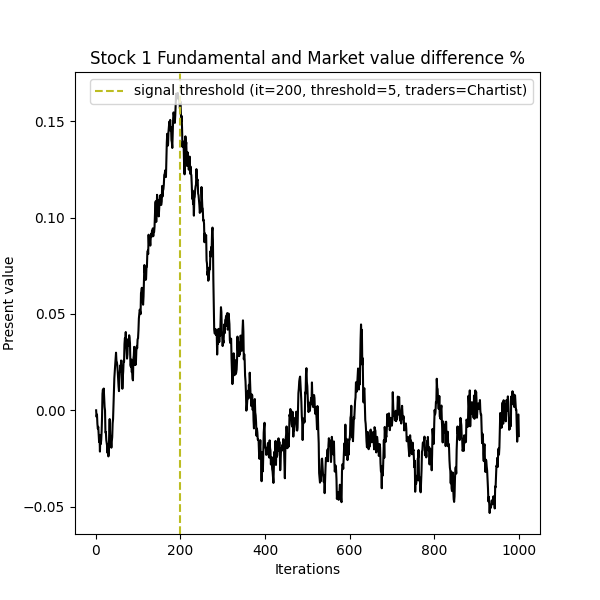 Stock 1 Fundamental and Market value difference %
signal threshold (it=200, threshold=5, traders=Chartist)
Present value
0.15
0.10
0.05
0.00
−0.05
0 200 400 600 800 1000
Iterations